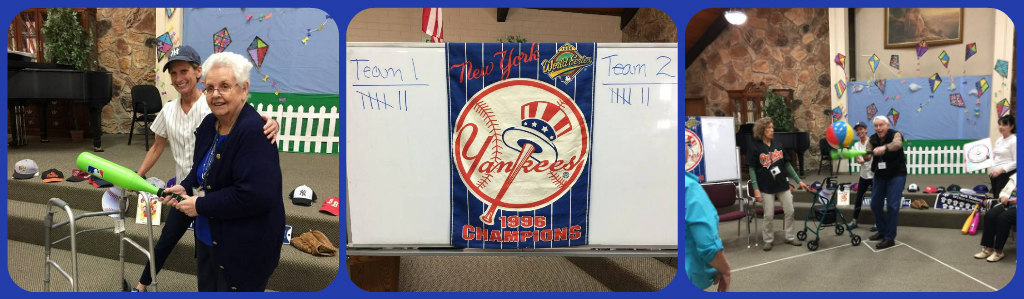 Team 1
New York
World Series
Yankees
1996
CHAMPIONS
Team 2